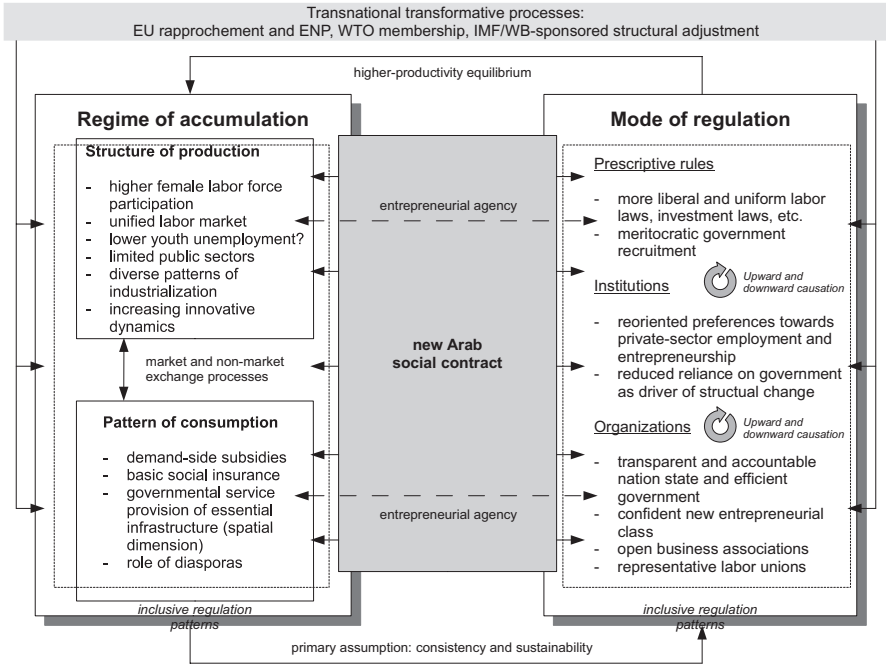 Transnational transformative processes:
EU rapprochement and ENP, WTO membership, IMF/WB-sponsored structural adjustment
higher-productivity equilibrium
Regime of accumulation
Structure of production
- higher female labor force
participation
- unified labor market
- lower youth unemployment?
- limited public sectors
- diverse patterns of
industrialization
- increasing innovative
dynamics
market and non-market
exchange processes
Pattern of consumption
- demand-side subsidies
- basic social insurance
- governmental service
provision of essential
infrastructure (spatial
dimension)
- role of diasporas
inclusive regulation
patterns
entrepreneurial agency
new Arab
social contract
entrepreneurial agency
Mode of regulation
Prescriptive rules
- more liberal and uniform labor
laws, investment laws, etc.
- meritocratic government
recruitment
Upward and
downward causation
Institutions
- reoriented preferences towards
private-sector employment and
entrepreneurship
- reduced reliance on government
as driver of structual change
Upward and
downward causation
Organizations
- transparent and accountable
nation state and efficient
government
- confident new entrepreneurial
class
- open business associations
- representative labor unions
inclusive regulation
patterns
primary assumption: consistency and sustainability